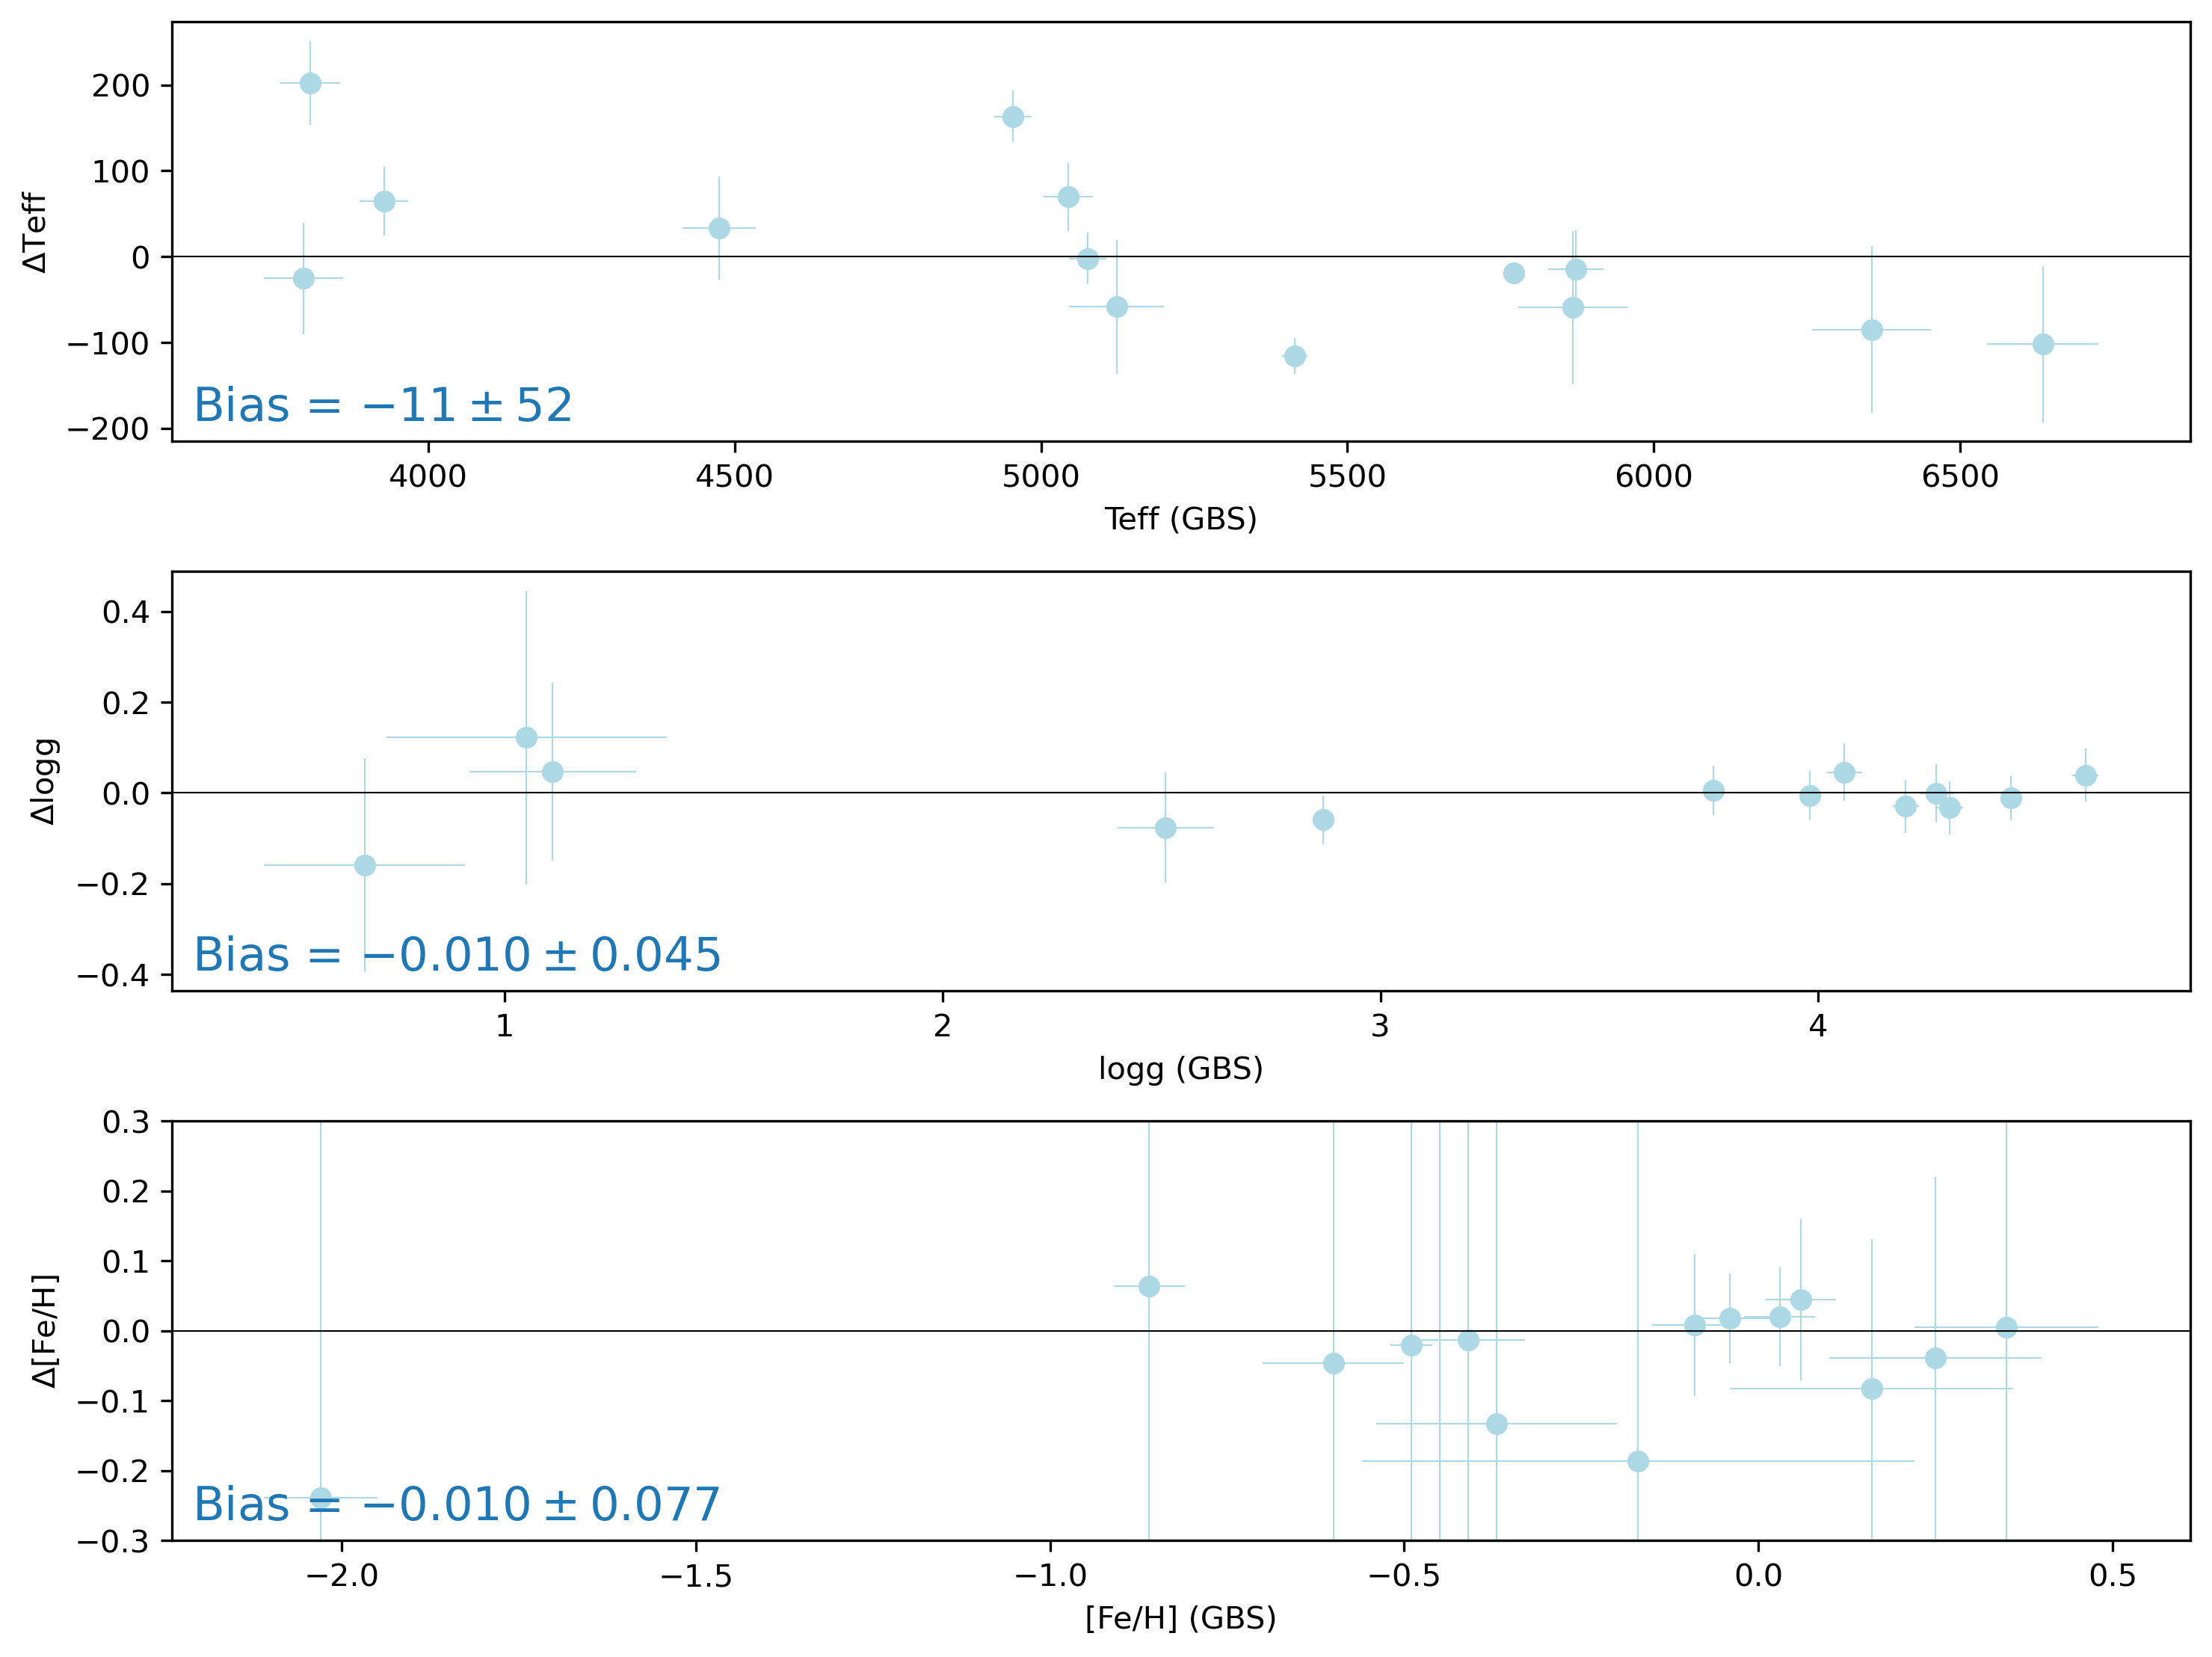 200
100
0
−100
−200
ΔTeff
Bias = −11 ± 52
4000 4500 5000 5500 6000 6500
Teff (GBS)
0.4
0.2
0.0
−0.2
−0.4
Δlogg
Bias = −0.010 ± 0.045
1 2 3 4
logg (GBS)
0.3
0.2
0.1
0.0
−0.1
−0.2
−0.3
Δ[Fe/H]
Bias = −0.010 ± 0.077
−2.0 −1.5 −1.0 −0.5 0.0 0.5
[Fe/H] (GBS)